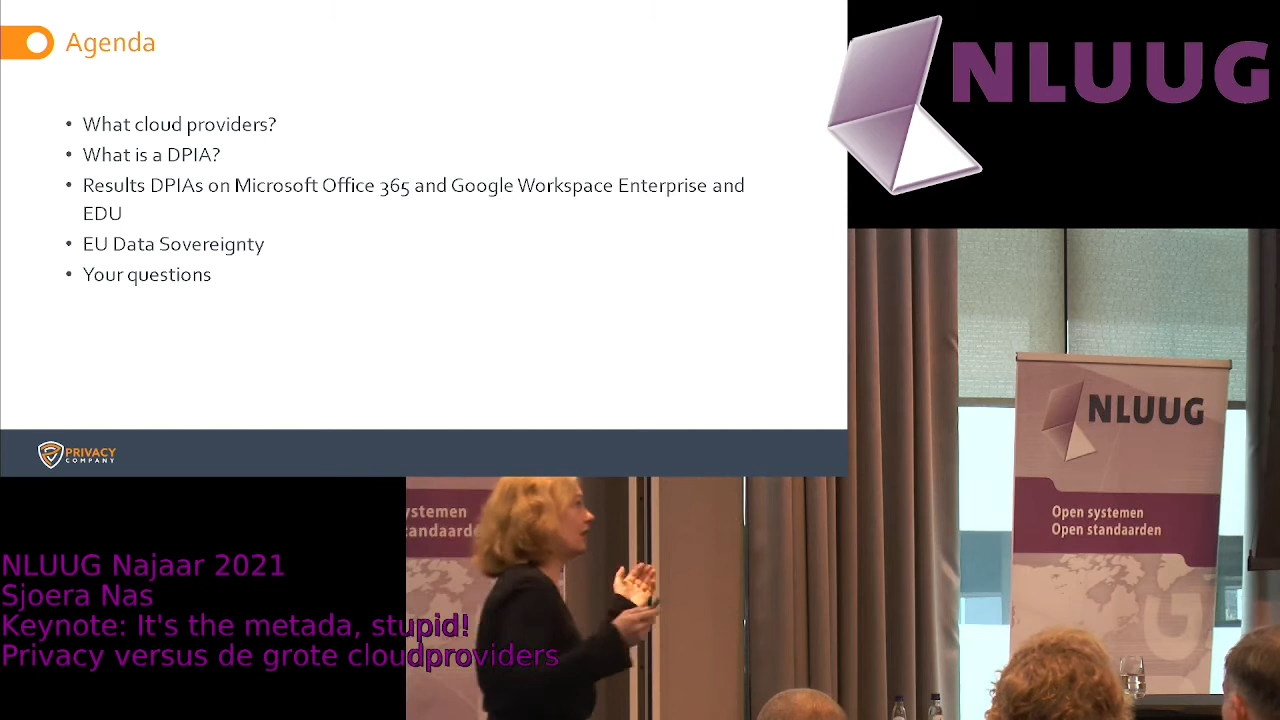 Agenda
• What cloud providers?
• What is a DPIA?
• Results DPIAs on Microsoft Office 365 and Google Workspace Enterprise and
EDU
• EU Data Sovereignty
• Your questions
PRIVACY
COMPANY
NLUUG
NLUUG
Open systemen
Open standaarden
ystemen
tandaarde
NLUUG Najaar 2021
Sjoera Nas
Keynote: It's the metada, stupid!
Privacy versus de grote cloudproviders